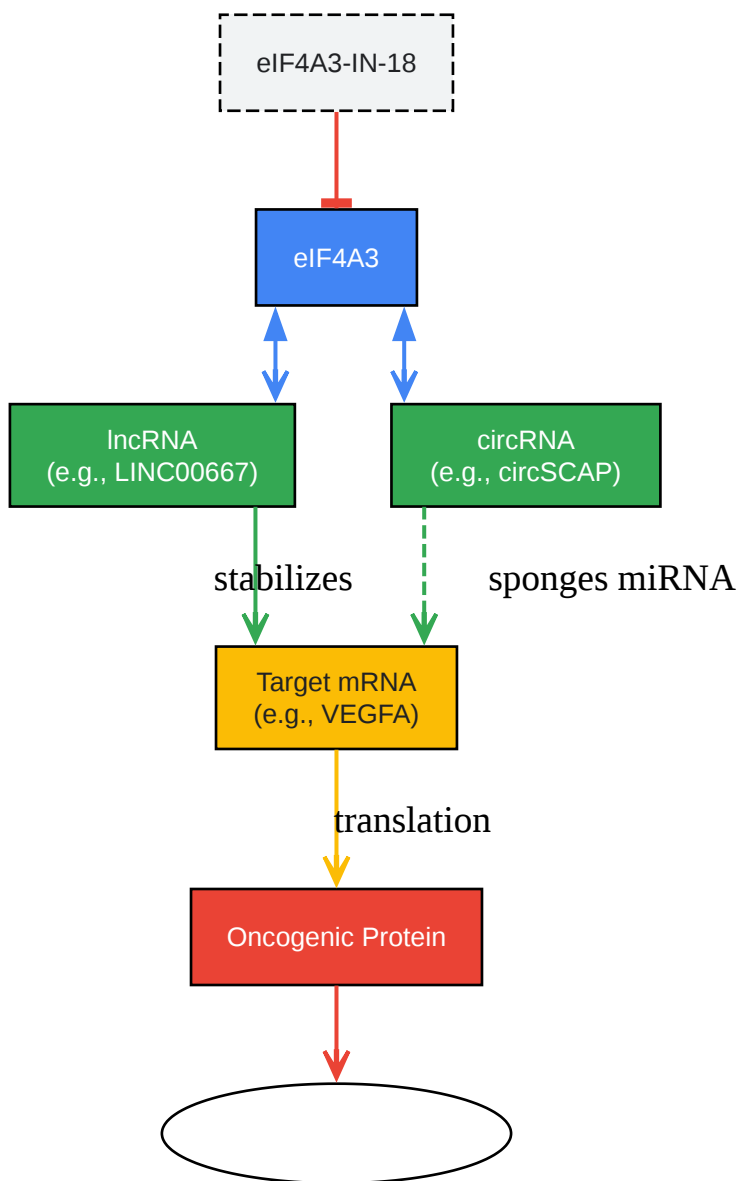 eIF4A3-IN-18
eIF4A3
lncRNA
(e.g., LINC00667)
circRNA
(e.g., circSCAP)
stabilizes
sponges miRNA
Target mRNA
(e.g., VEGFA)
translation
Oncogenic Protein